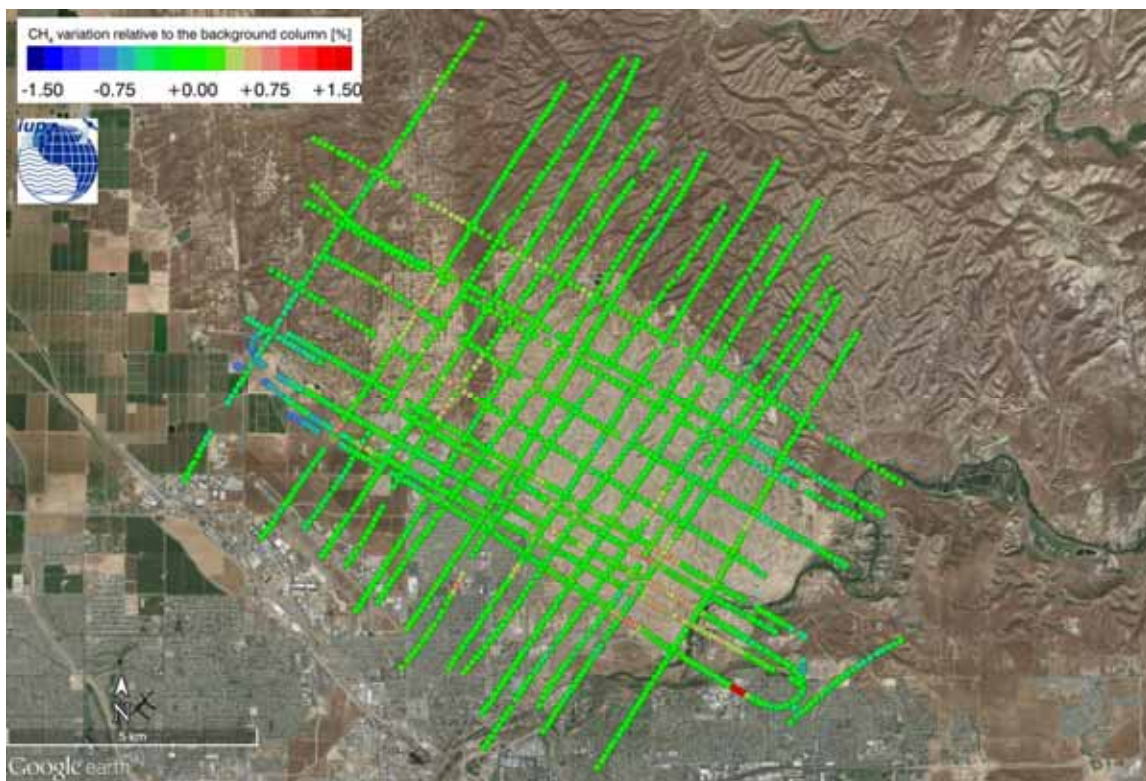 CH₄ variation relative to the background column [%]
-1.50 -0.75 +0.00 +0.75 +1.50
iup
N
5 km
Google earth